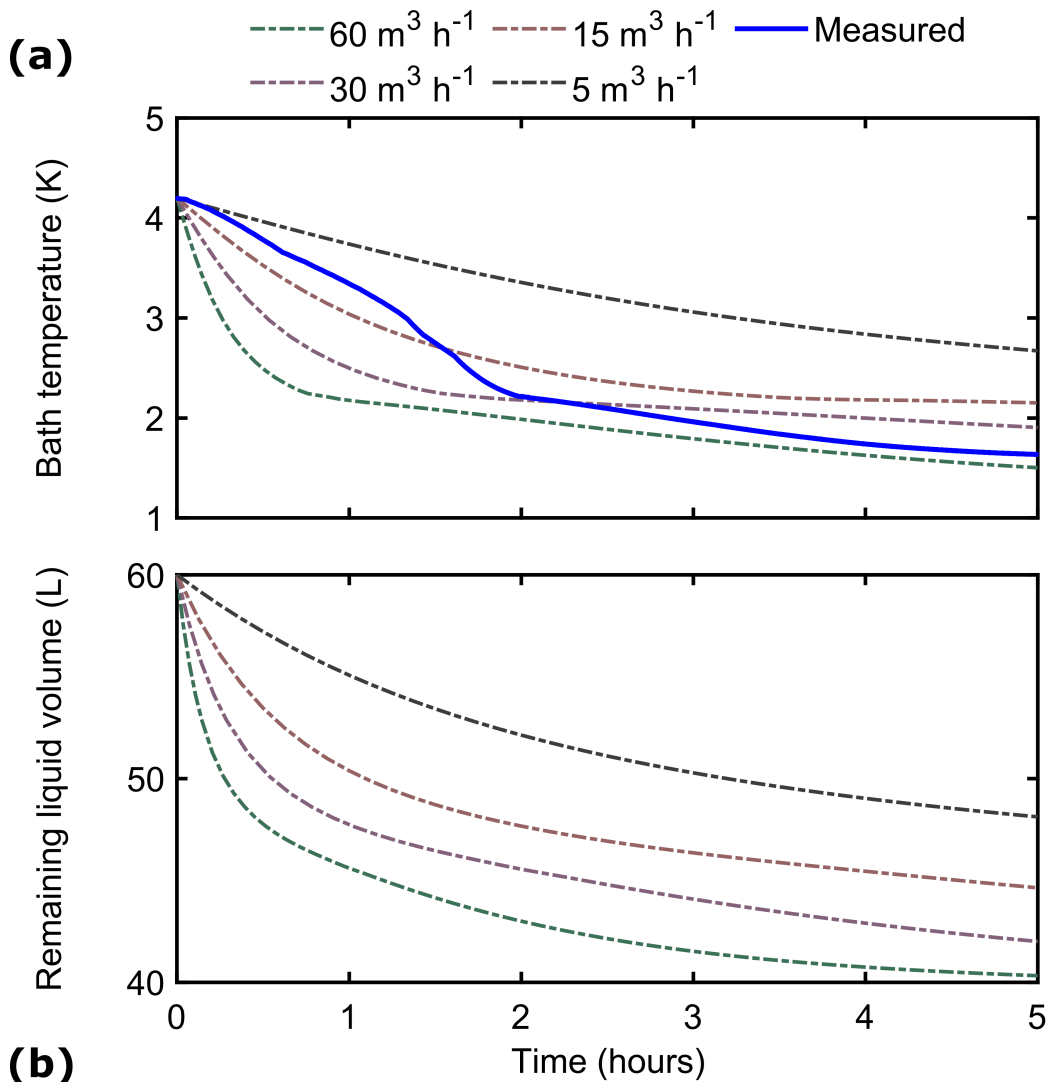 (a)
60 m³ h⁻¹ 15 m³ h⁻¹ Measured
30 m³ h⁻¹ 5 m³ h⁻¹
5
4
3
2
1
Bath temperature (K)
60
50
40
Remaining liquid volume (L)
0 1 2 3 4 5
Time (hours)
(b)